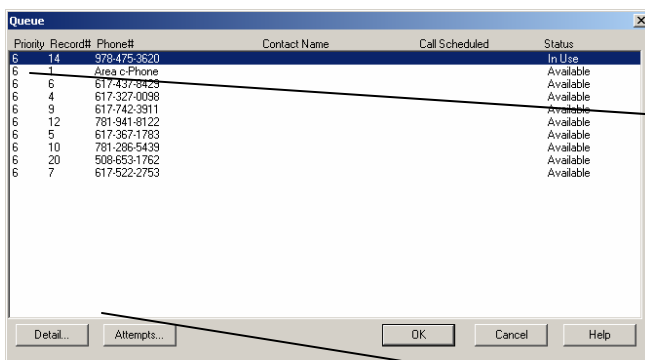 Queue
Priority Record# Phone# Contact Name Call Scheduled Status
6 14 978-475-3620 In Use
6 1 Area c-Phone Available
6 6 617-437-8429 Available
6 4 617-327-0098 Available
6 9 617-742-3911 Available
6 12 781-941-8122 Available
6 5 617-367-1783 Available
6 10 781-286-5439 Available
6 20 508-653-1762 Available
6 7 617-522-2753 Available
Detail... Attempts... OK Cancel Help